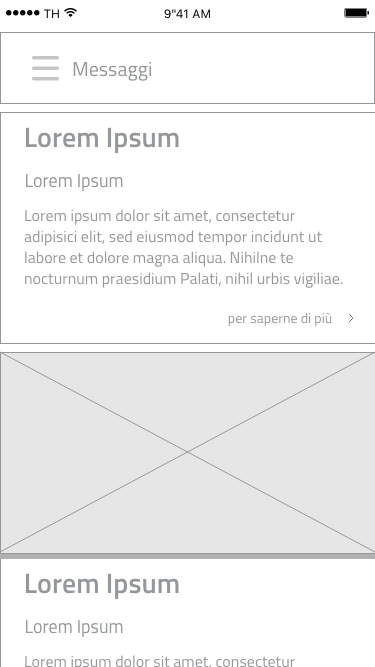 TH 9"41 AM
Messaggi
Lorem Ipsum
Lorem Ipsum
Lorem ipsum dolor sit amet, consectetur
adipisici elit, sed eiusmod tempor incidunt ut
labore et dolore magna aliqua. Nihilne te
nocturnum praesidium Palati, nihil urbis vigiliae.
per saperne di più
Lorem Ipsum
Lorem Ipsum
Lorem ipsum dolor sit amet, consectetur